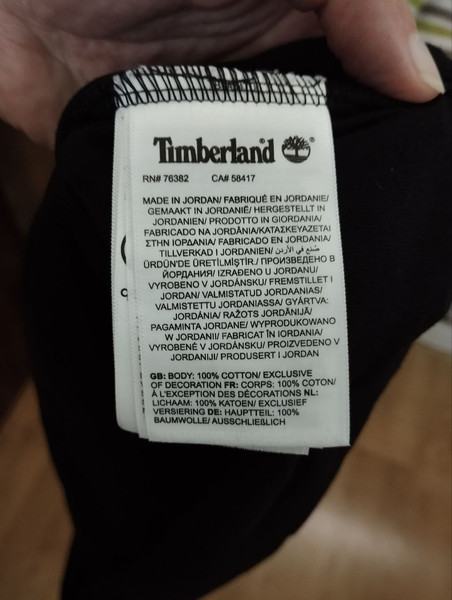 Timberland®
RN# 76382 CA# 58417
MADE IN JORDAN/ FABRIQUÉ EN JORDANIE/
GEMAAKT IN JORDANIË/ HERGESTELLT IN
JORDANIEN/ PRODOTTO IN GIORDANIA/
FABRICADO NA JORDÂNIA/ΚΑΤΑΣΚΕΥΑΖΕΤΑΙ
ΣΤΗΝ ΙΟΡΔΑΝΙΑ/ FABRICADO EN JORDANIA/
TILLVERKAD I JORDANIEN/ صُنع في الأردن/
ÜRDÜN'DE ÜRETİLMİŞTİR./ ПРОИЗВЕДЕНО В
ЙОРДАНИЯ/ IZRAĐENO U JORDANU/
VYROBENO V JORDÁNSKU/ FREMSTILLET I
JORDAN/ VALMISTATUD JORDAANIAS/
VALMISTETTU JORDANIASSA/ GYÁRTVA:
JORDÁNIA/ RAŽOTS JORDĀNIJĀ/
PAGAMINTA JORDANE/ WYPRODUKOWANO
W JORDANII/ FABRICAT ÎN IORDANIA/
VYROBENÉ V JORDÁNSKU/ PROIZVEDENO V
JORDANIJI/ PRODUSERT I JORDAN
GB: BODY: 100% COTTON/ EXCLUSIVE
OF DECORATION FR: CORPS: 100% COTON/
À L'EXCEPTION DES DÉCORATIONS NL:
LICHAAM: 100% KATOEN/ EXCLUSIEF
VERSIERING DE: HAUPTTEIL: 100%
BAUMWOLLE/ AUSSCHLIEßLICH